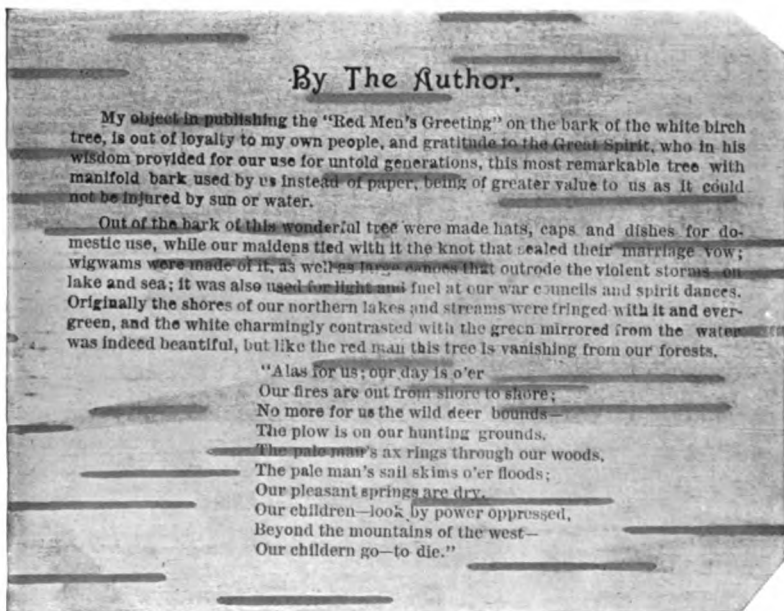 By The Author.
My object in publishing the "Red Men's Greeting" on the bark of the white birch
tree, is out of loyalty to my own people, and gratitude to the Great Spirit, who in his
wisdom provided for our use for untold generations, this most remarkable tree with
manifold bark used by us instead of paper, being of greater value to us as it could
not be injured by sun or water.
Out of the bark of this wonderful tree were made hats, caps and dishes for do-
mestic use, while our maidens tied with it the knot that sealed their marriage vow;
wigwams were made of it, as well as large canoes that outrode the violent storms on
lake and sea; it was also used for light and fuel at our war councils and spirit dances.
Originally the shores of our northern lakes and streams were fringed with it and ever-
green, and the white charmingly contrasted with the green mirrored from the water
was indeed beautiful, but like the red man this tree is vanishing from our forests.
"Alas for us; our day is o'er
Our fires are out from shore to shore;
No more for us the wild deer bounds—
The plow is on our hunting grounds.
The pale man's ax rings through our woods,
The pale man's sail skims o'er floods;
Our pleasant springs are dry.
Our children—look by power oppressed,
Beyond the mountains of the west—
Our childern go—to die."